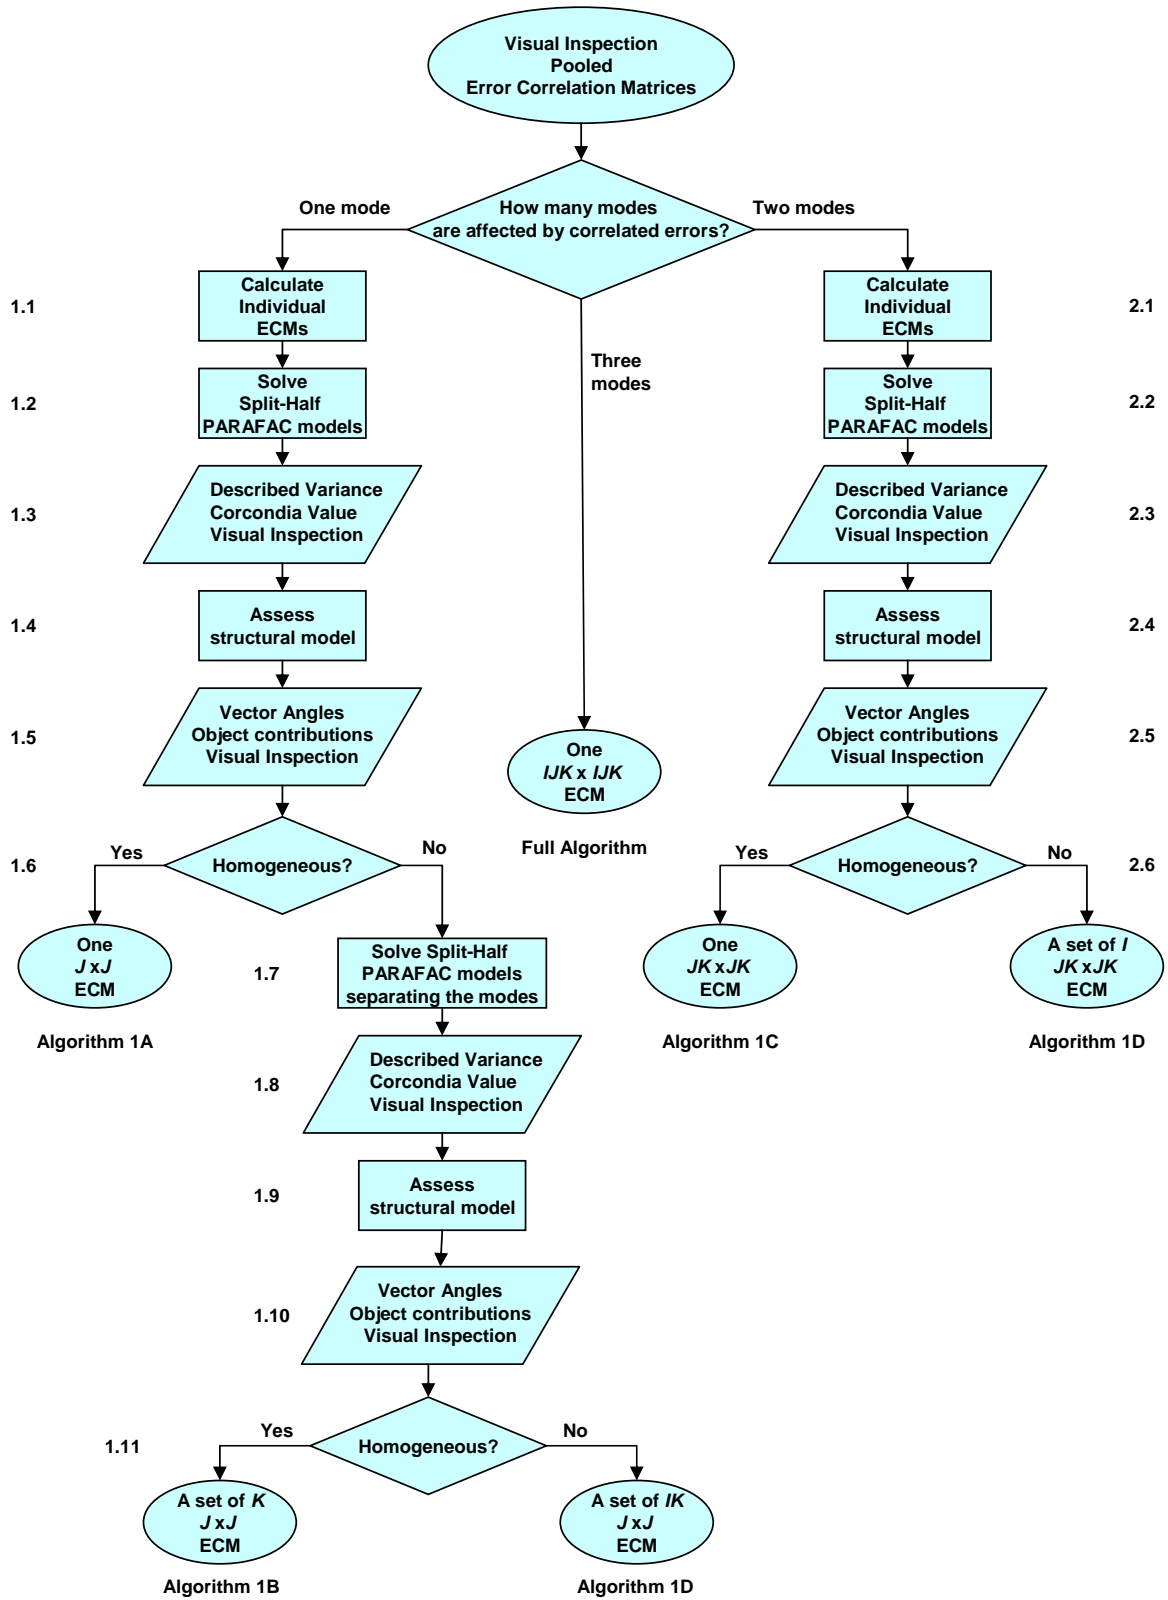 Visual Inspection
Pooled
Error Correlation Matrices
How many modes
are affected by correlated errors?
One mode
Two modes
Three
modes
1.1
Calculate
Individual
ECMs
Calculate
Individual
ECMs
2.1
1.2
Solve
Split-Half
PARAFAC models
Solve
Split-Half
PARAFAC models
2.2
1.3
Described Variance
Corcondia Value
Visual Inspection
Described Variance
Corcondia Value
Visual Inspection
2.3
1.4
Assess
structural model
Assess
structural model
2.4
1.5
Vector Angles
Object contributions
Visual Inspection
One
IJK x IJK
ECM
Full Algorithm
Vector Angles
Object contributions
Visual Inspection
2.5
1.6
Yes
Homogeneous?
No
Yes
Homogeneous?
No
2.6
One
J xJ
ECM
Algorithm 1A
1.7
Solve Split-Half
PARAFAC models
separating the modes
One
JK xJK
ECM
Algorithm 1C
A set of I
JK xJK
ECM
Algorithm 1D
1.8
Described Variance
Corcondia Value
Visual Inspection
1.9
Assess
structural model
1.10
Vector Angles
Object contributions
Visual Inspection
1.11
Yes
Homogeneous?
No
A set of K
J xJ
ECM
Algorithm 1B
A set of IK
J xJ
ECM
Algorithm 1D